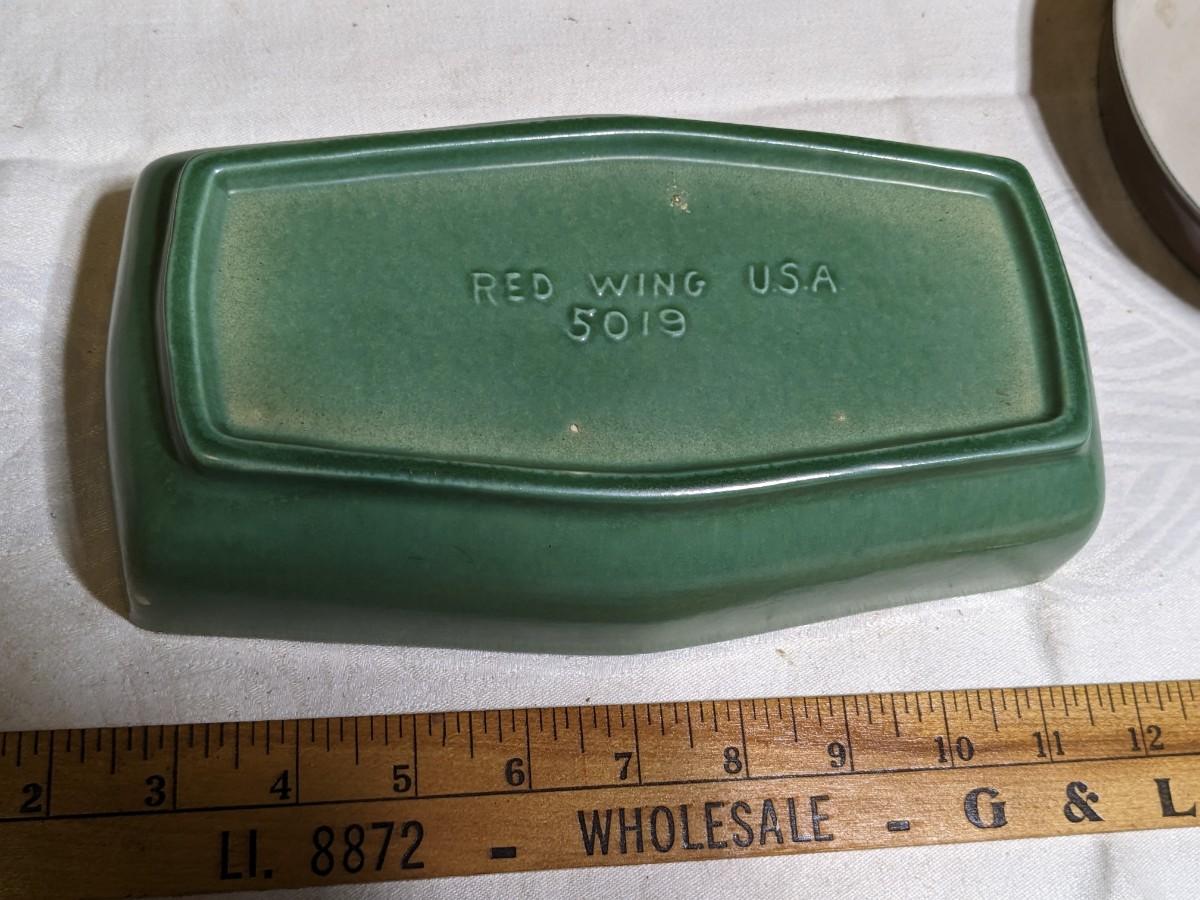 RED WING U.S.A
5019
2 3 4 5 6 7 8 9 10 11 12
LI. 8872 - WHOLESALE - G & L